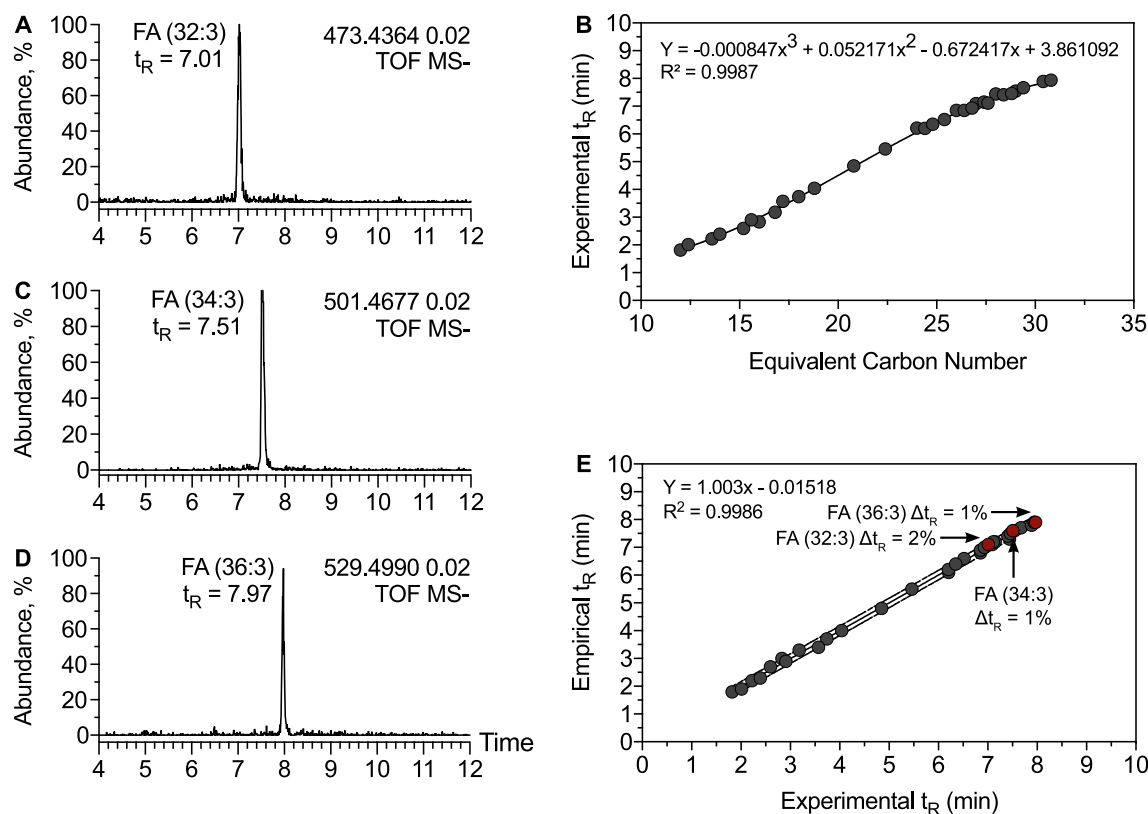 A
Abundance, %
100
80
60
40
20
0
FA (32:3)
tR = 7.01
473.4364 0.02
TOF MS-
4 5 6 7 8 9 10 11 12
B
Experimental tR (min)
10
9
8
7
6
5
4
3
2
1
0
Y = -0.000847x³ + 0.052171x² - 0.672417x + 3.861092
R² = 0.9987
10 15 20 25 30 35
Equivalent Carbon Number
C
Abundance, %
100
80
60
40
20
0
FA (34:3)
tR = 7.51
501.4677 0.02
TOF MS-
4 5 6 7 8 9 10 11 12
D
Abundance, %
100
80
60
40
20
0
FA (36:3)
tR = 7.97
529.4990 0.02
TOF MS-
Time
4 5 6 7 8 9 10 11 12
E
Empirical tR (min)
10
9
8
7
6
5
4
3
2
1
0
Y = 1.003x - 0.01518
R² = 0.9986
FA (36:3) ΔtR = 1%
FA (32:3) ΔtR = 2%
FA (34:3)
ΔtR = 1%
0 1 2 3 4 5 6 7 8 9 10
Experimental tR (min)